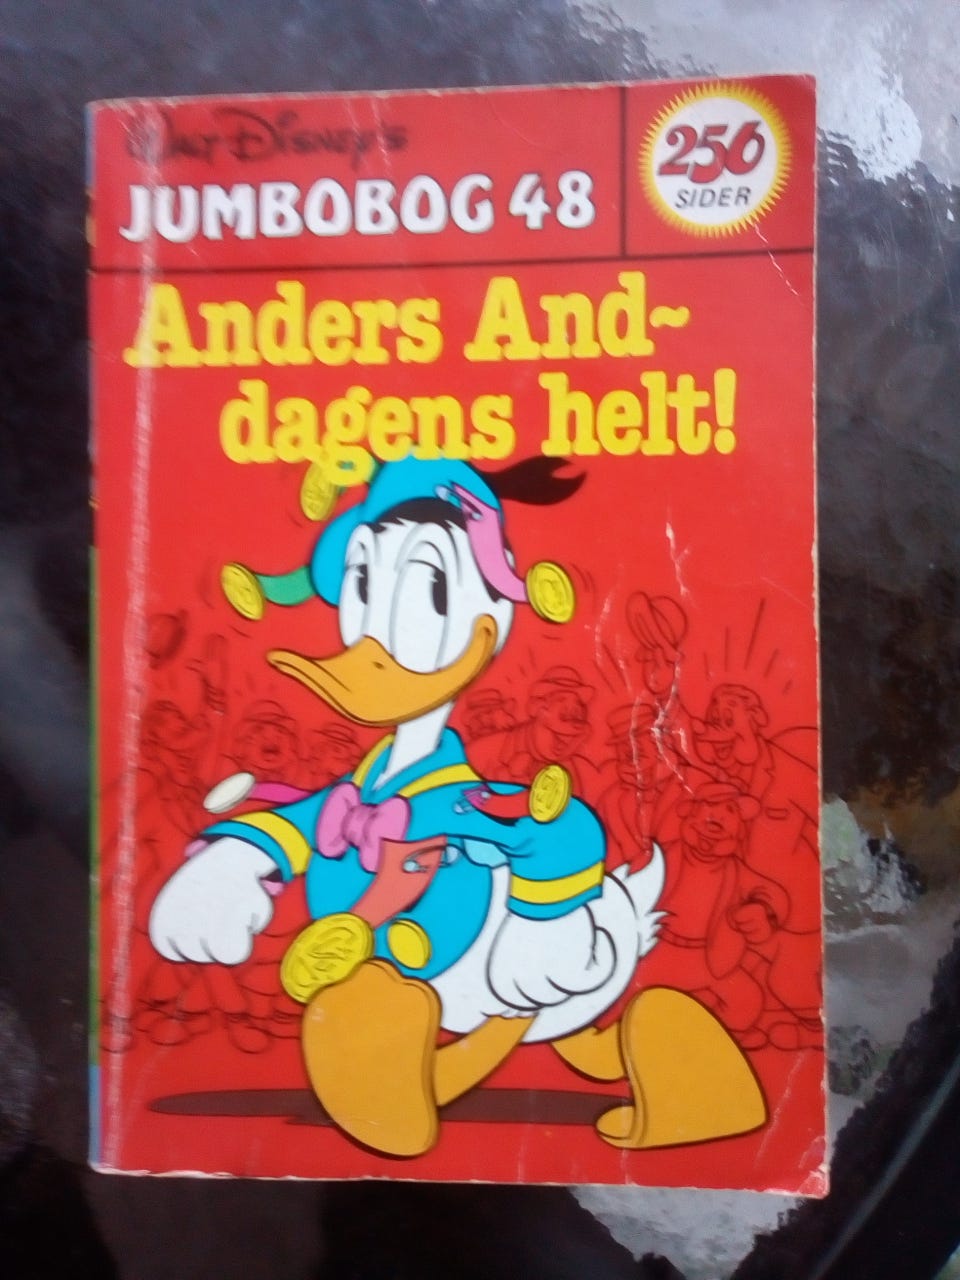 WALT DISNEY'S
JUMBOBOG 48
256
SIDER
Anders And~
dagens helt!